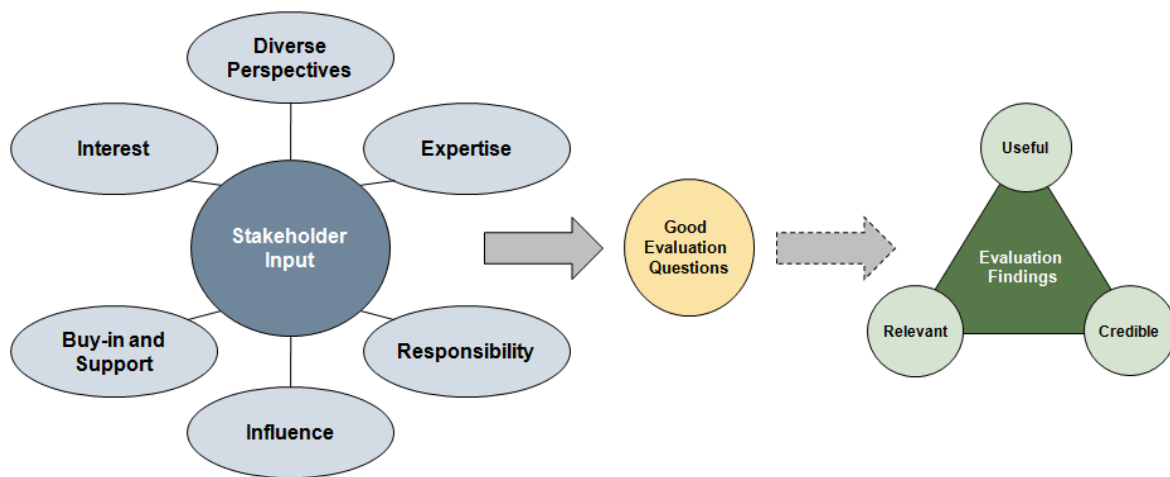 Diverse
Perspectives
Interest
Expertise
Stakeholder
Input
Buy-in and
Support
Responsibility
Influence
Good
Evaluation
Questions
Useful
Evaluation
Findings
Relevant
Credible